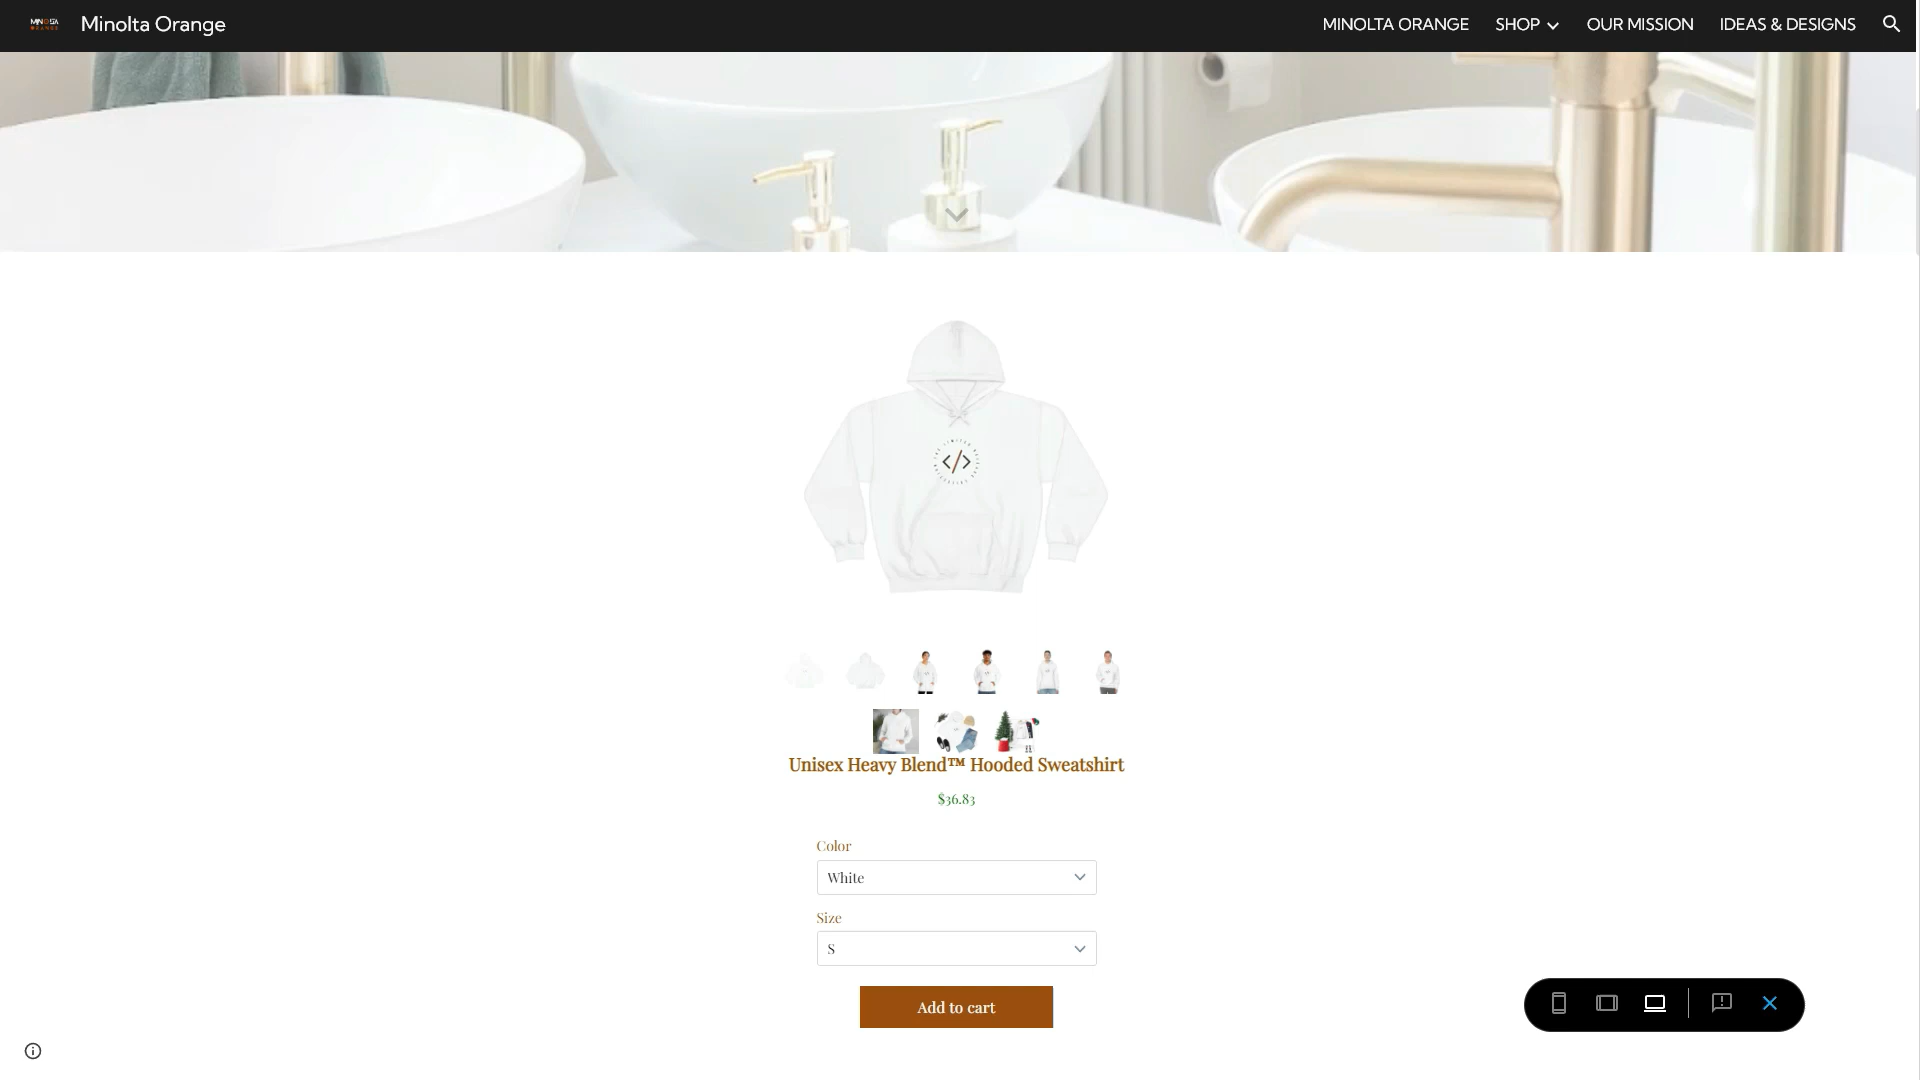 Minolta Orange
MINOLTA ORANGE
SHOP
OUR MISSION
IDEAS & DESIGNS
</>
Unisex Heavy Blend™ Hooded Sweatshirt
$36.83
Color
White
Size
S
Add to cart